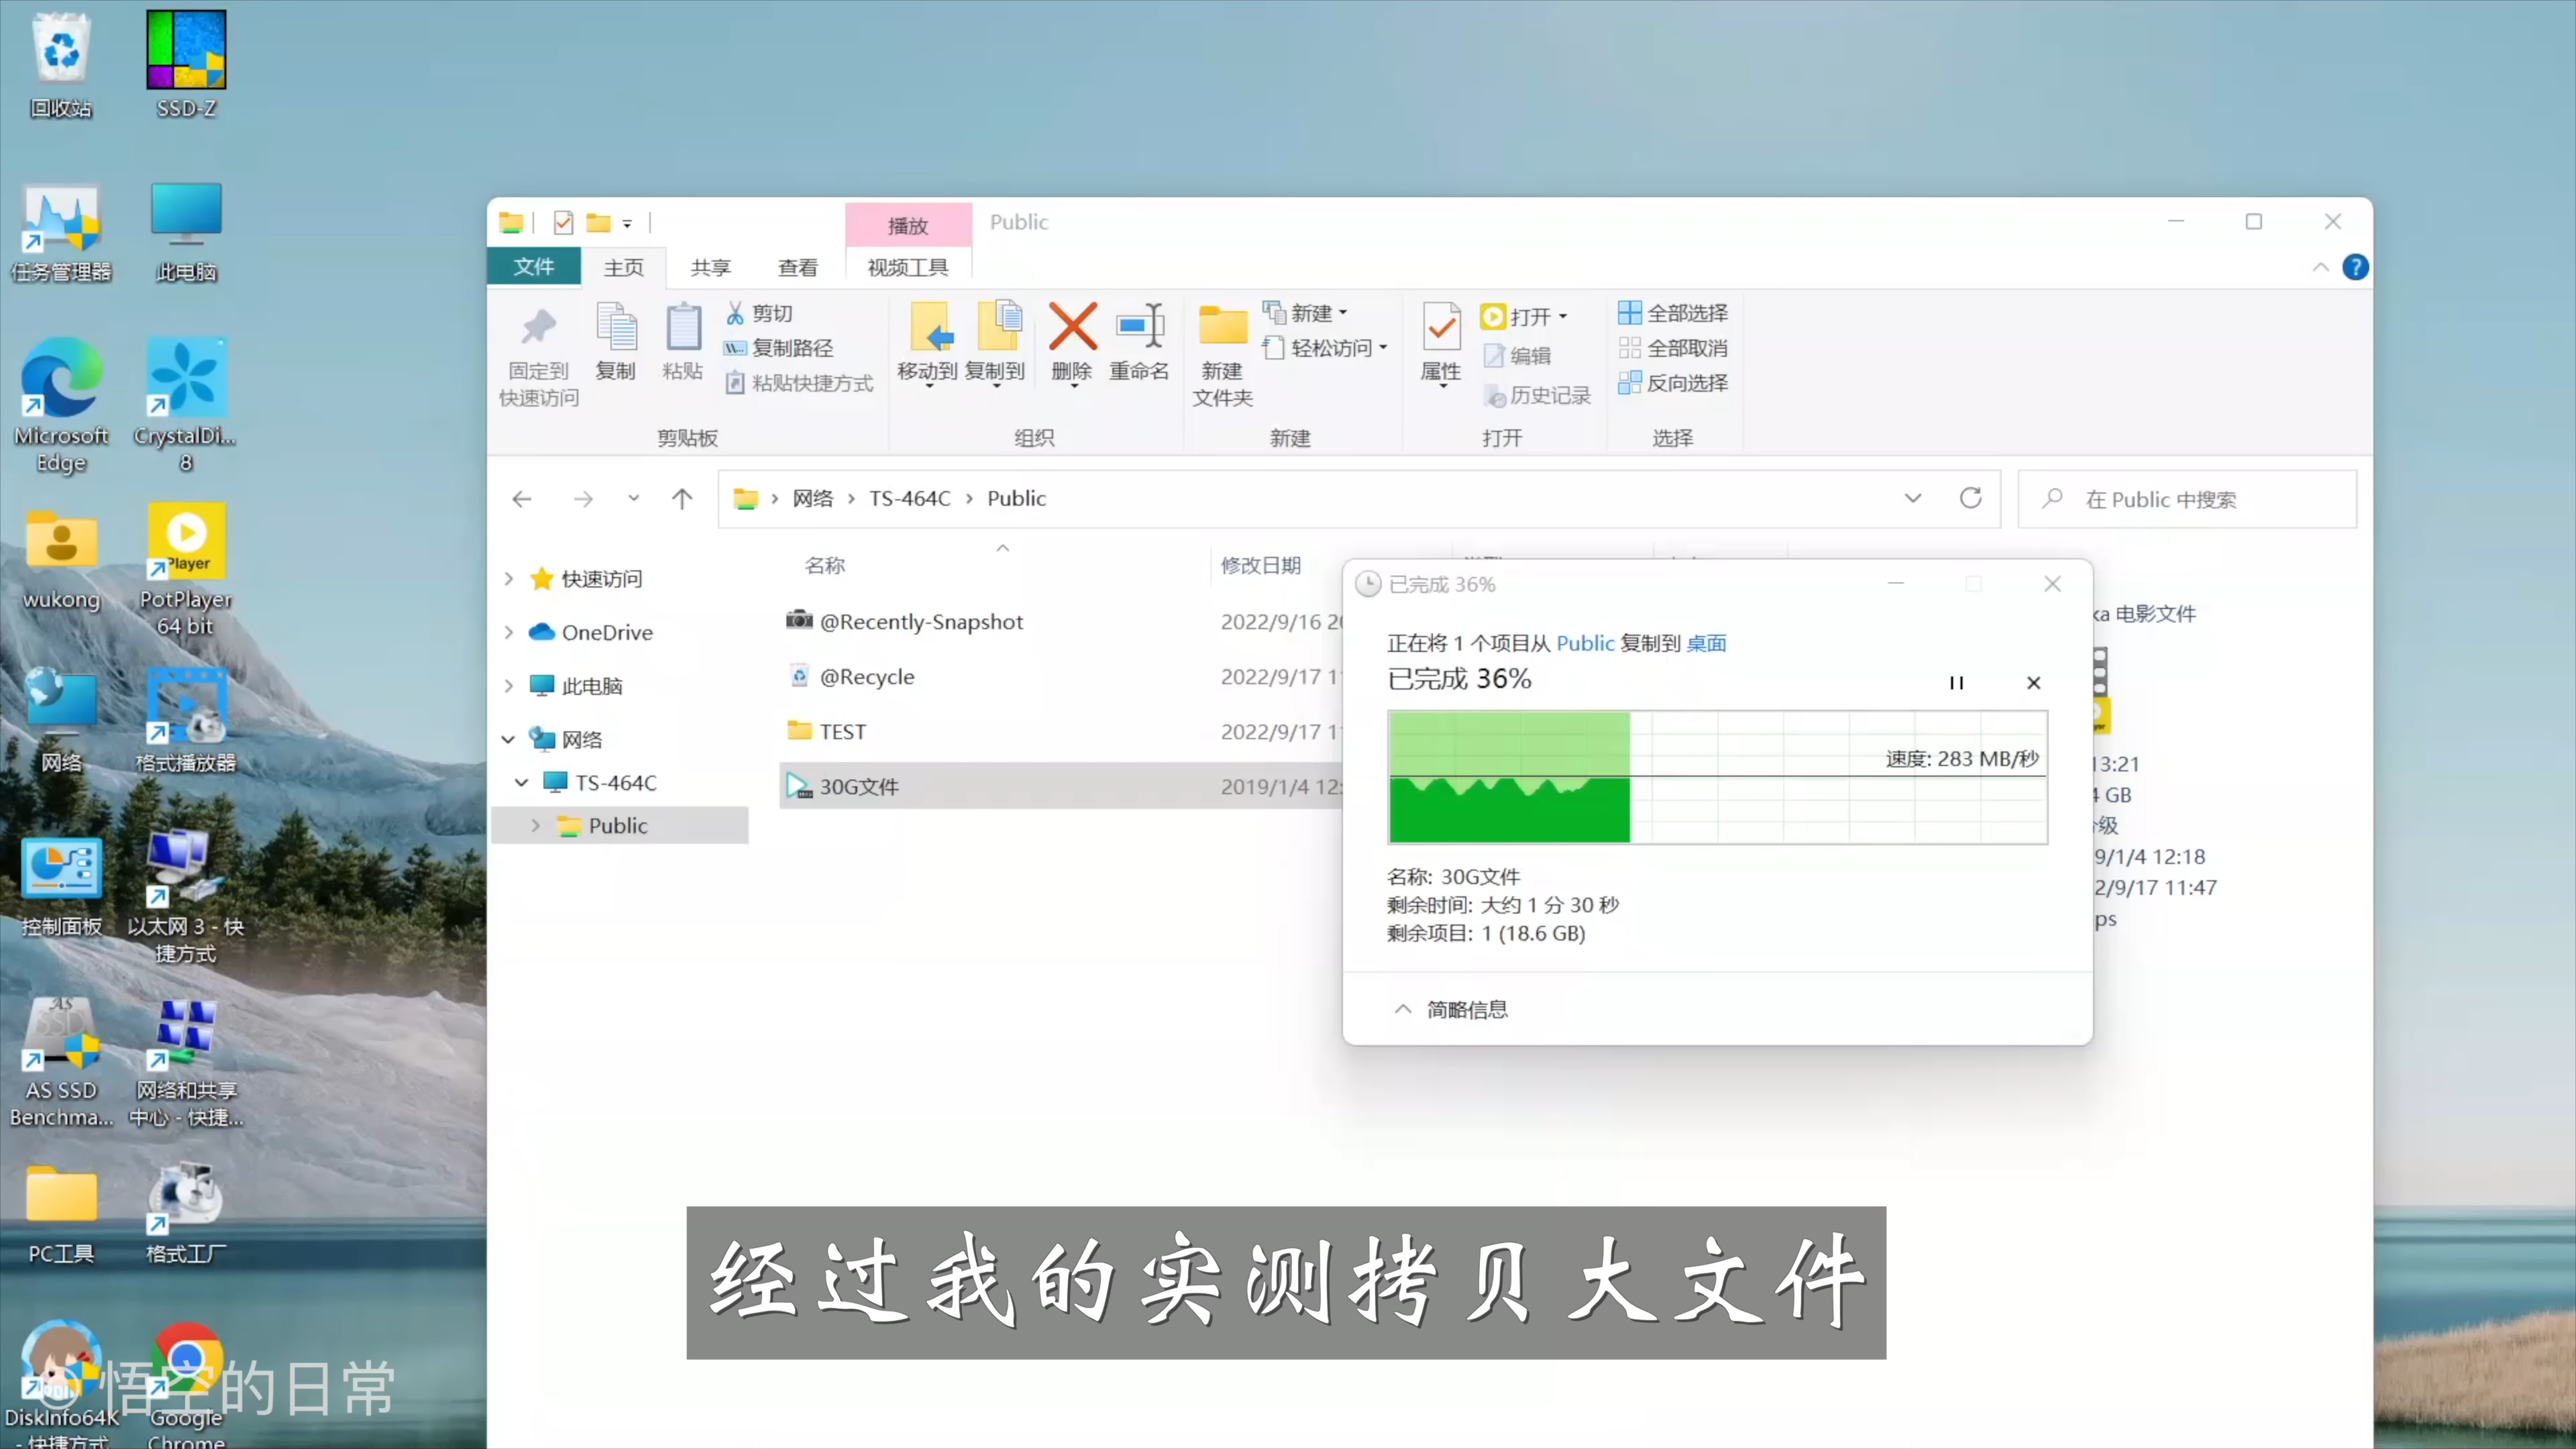 回收站
SSD-Z
任务管理器
此电脑
Microsoft
Edge
CrystalDi...
8
wukong
PotPlayer
64 bit
Player
网络
格式播放器
控制面板
以太网 3 - 快
捷方式
AS SSD
Benchma...
网络和共享
中心 - 快捷...
PC工具
格式工厂
DiskInfo64K
- 快捷方式
Google
Chrome
悟空的日常
播放
Public
文件
主页
共享
查看
视频工具
固定到
快速访问
复制
粘贴
剪切
复制路径
粘贴快捷方式
剪贴板
移动到
复制到
删除
重命名
组织
新建
文件夹
新建
轻松访问
新建
属性
打开
编辑
历史记录
打开
全部选择
全部取消
反向选择
选择
网络 > TS-464C > Public
在 Public 中搜索
快速访问
OneDrive
此电脑
网络
TS-464C
Public
名称
修改日期
@Recently-Snapshot
2022/9/16
@Recycle
2022/9/17
TEST
2022/9/17
30G文件
2019/1/4 12:
已完成 36%
正在将 1 个项目从 Public 复制到 桌面
已完成 36%
速度: 283 MB/秒
名称: 30G文件
剩余时间: 大约 1 分 30 秒
剩余项目: 1 (18.6 GB)
简略信息
ka 电影文件
13:21
4 GB
级
9/1/4 12:18
2/9/17 11:47
ps
经过我的实测拷贝大文件